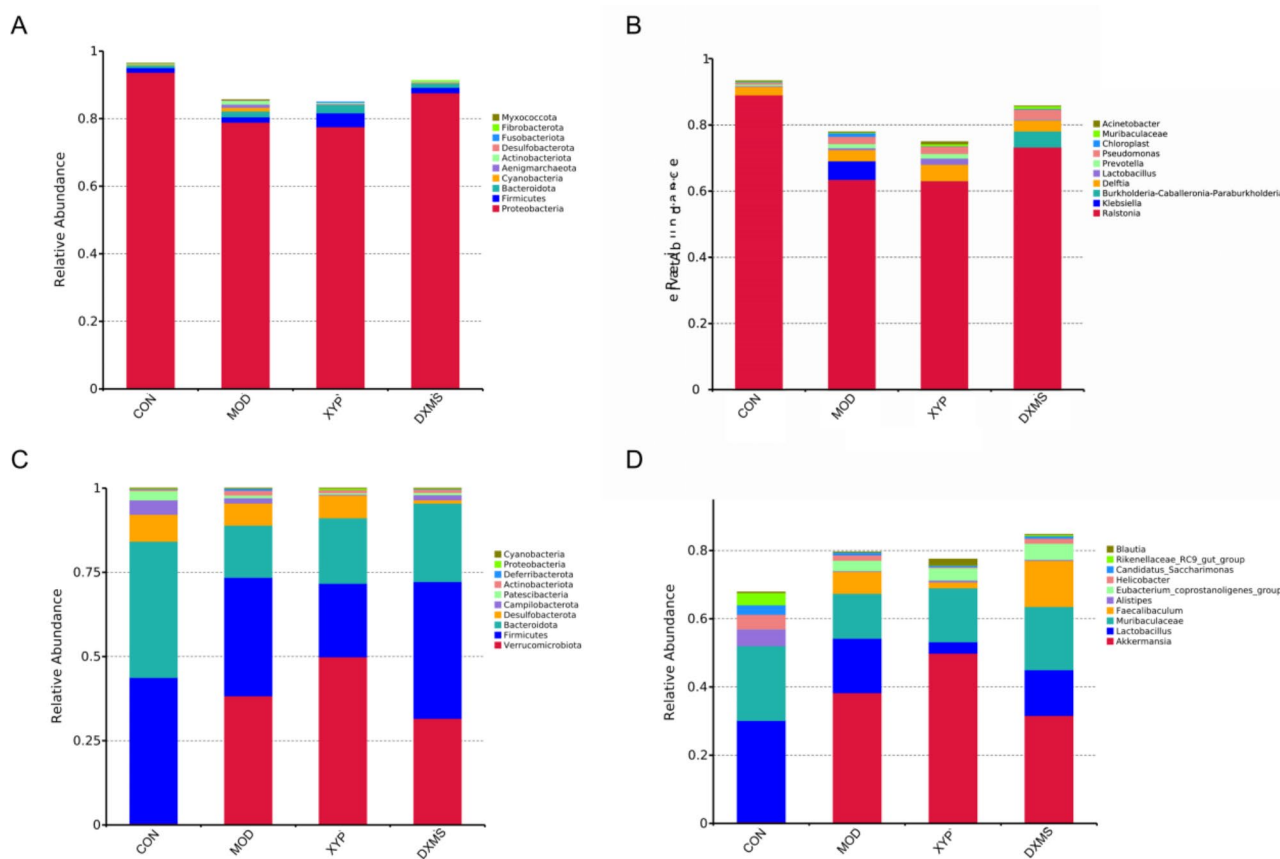 A
Relative Abundance
1
0.8
0.6
0.4
0.2
0
CON
MOD
XYP
DXMS
Myxococcota
Fibrobacterota
Fusobacteriota
Desulfobacterota
Actinobacteriota
Aenigmarchaeota
Cyanobacteria
Bacteroidota
Firmicutes
Proteobacteria
B
1
0.8
0.6
0.4
0.2
0
CON
MOD
XYP
DXMS
Acinetobacter
Muribaculaceae
Chloroplast
Pseudomonas
Prevotella
Lactobacillus
Delftia
Burkholderia-Caballeronia-Paraburkholderia
Klebsiella
Ralstonia
C
Relative Abundance
1
0.75
0.5
0.25
0
CON
MOD
XYP
DXMS
Cyanobacteria
Proteobacteria
Deferribacterota
Actinobacteriota
Patescibacteria
Campilobacterota
Desulfobacterota
Bacteroidota
Firmicutes
Verrucomicrobiota
D
Relative Abundance
0.8
0.6
0.4
0.2
0
CON
MOD
XYP
DXMS
Blautia
Rikenellaceae_RC9_gut_group
Candidatus_Saccharimonas
Helicobacter
Eubacterium_coprostanoligenes_group
Alistipes
Faecalibaculum
Muribaculaceae
Lactobacillus
Akkermansia